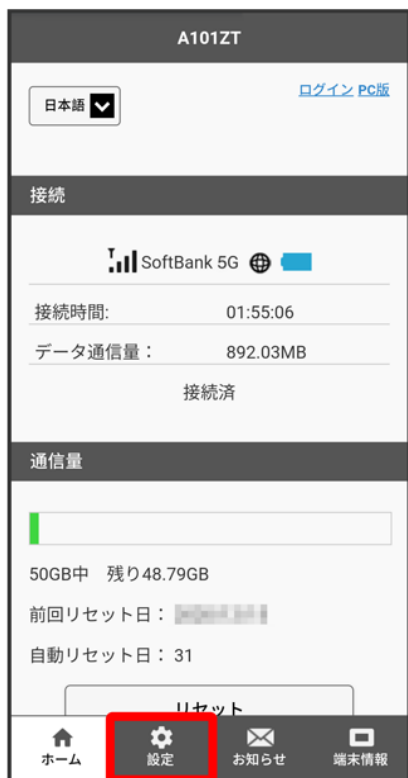 A101ZT
日本語
ログイン PC版
接続
SoftBank 5G
接続時間: 01:55:06
データ通信量： 892.03MB
接続済
通信量
50GB中 残り48.79GB
前回リセット日：
自動リセット日： 31
リセット
ホーム 設定 お知らせ 端末情報